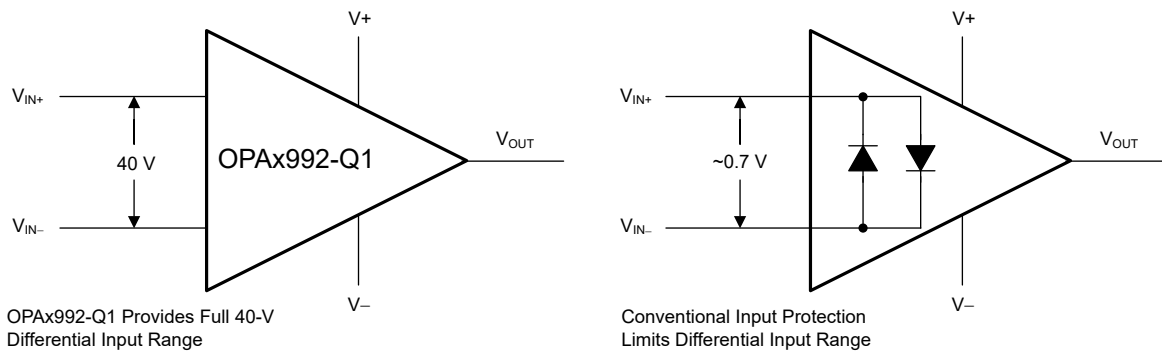 V+
VIN+
40 V
OPAx992-Q1
VOUT
VIN–
V–
OPAx992-Q1 Provides Full 40-V
Differential Input Range
V+
VIN+
~0.7 V
VOUT
VIN–
V–
Conventional Input Protection
Limits Differential Input Range